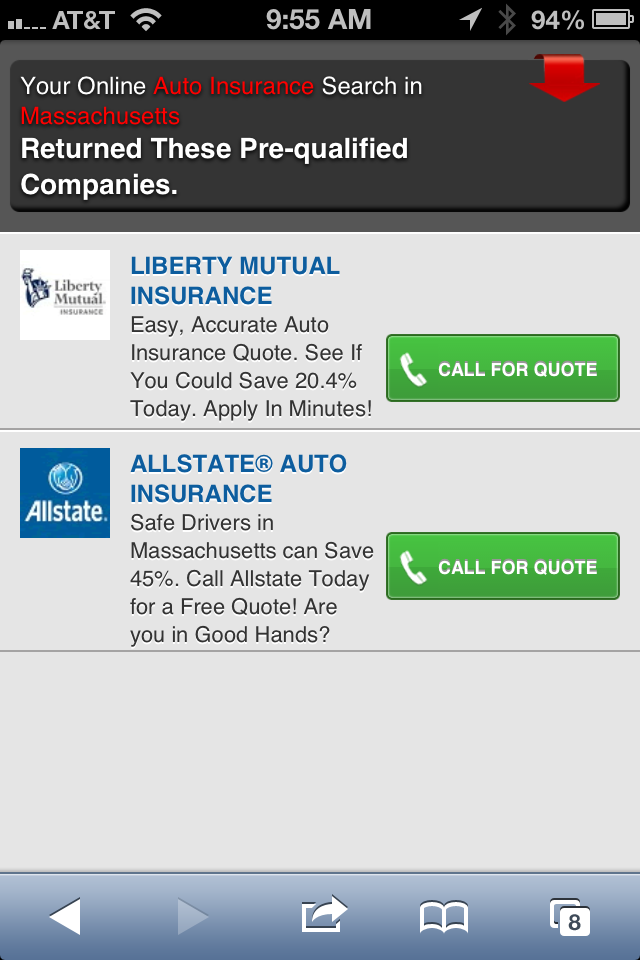 AT&T 9:55 AM 94%
Your Online Auto Insurance Search in
Massachusetts
Returned These Pre-qualified
Companies.
Liberty
Mutual.
INSURANCE
LIBERTY MUTUAL
INSURANCE
Easy, Accurate Auto
Insurance Quote. See If
You Could Save 20.4%
Today. Apply In Minutes!
CALL FOR QUOTE
Allstate.
ALLSTATE® AUTO
INSURANCE
Safe Drivers in
Massachusetts can Save
45%. Call Allstate Today
for a Free Quote! Are
you in Good Hands?
CALL FOR QUOTE
8